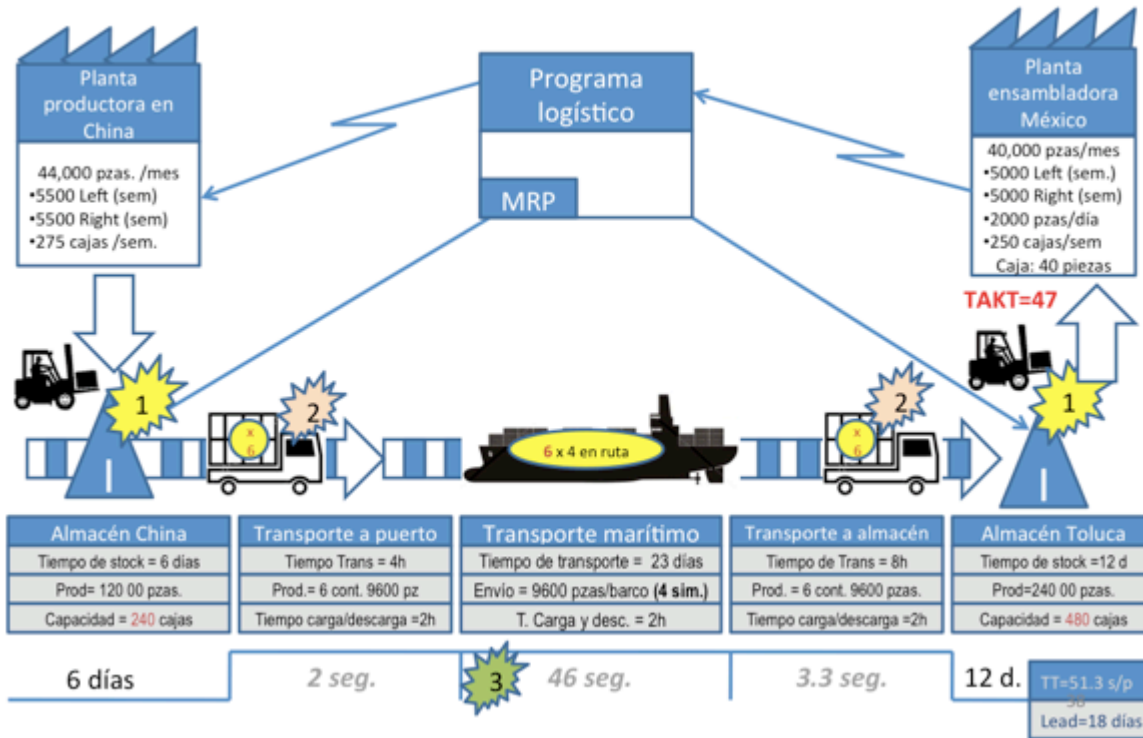 Planta
productora en
China
44,000 pzas. /mes
•5500 Left (sem)
•5500 Right (sem)
•275 cajas /sem.
Programa
logístico
MRP
Planta
ensambladora
México
40,000 pzas/mes
•5000 Left (sem.)
•5000 Right (sem)
•2000 pzas/día
•250 cajas/sem
Caja: 40 piezas
TAKT=47
1
2
x
6
6 x 4 en ruta
2
x
6
1
I
I
Almacén China
Tiempo de stock = 6 días
Prod= 120 00 pzas.
Capacidad = 240 cajas
Transporte a puerto
Tiempo Trans = 4h
Prod.= 6 cont. 9600 pz
Tiempo carga/descarga =2h
Transporte marítimo
Tiempo de transporte = 23 días
Envío = 9600 pzas/barco (4 sim.)
T. Carga y desc. = 2h
Transporte a almacén
Tiempo de Trans = 8h
Prod. = 6 cont. 9600 pzas.
Tiempo carga/descarga =2h
Almacén Toluca
Tiempo de stock =12 d
Prod=240 00 pzas.
Capacidad = 480 cajas
6 días
2 seg.
3
46 seg.
3.3 seg.
12 d.
TT=51.3 s/p
Lead=18 días